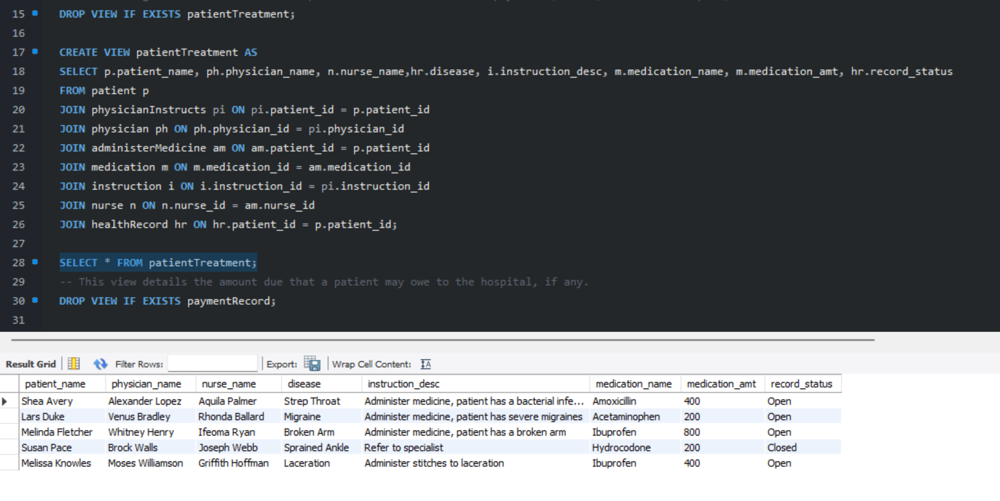 15 DROP VIEW IF EXISTS patientTreatment;
16
17 CREATE VIEW patientTreatment AS
18 SELECT p.patient_name, ph.physician_name, n.nurse_name,hr.disease, i.instruction_desc, m.medication_name, m.medication_amt, hr.record_status
19 FROM patient p
20 JOIN physicianInstructs pi ON pi.patient_id = p.patient_id
21 JOIN physician ph ON ph.physician_id = pi.physician_id
22 JOIN administerMedicine am ON am.patient_id = p.patient_id
23 JOIN medication m ON m.medication_id = am.medication_id
24 JOIN instruction i ON i.instruction_id = pi.instruction_id
25 JOIN nurse n ON n.nurse_id = am.nurse_id
26 JOIN healthRecord hr ON hr.patient_id = p.patient_id;
27
28 SELECT * FROM patientTreatment;
29 -- This view details the amount due that a patient may owe to the hospital, if any.
30 DROP VIEW IF EXISTS paymentRecord;
31
Result Grid Filter Rows: Export: Wrap Cell Content: IA
patient_name physician_name nurse_name disease instruction_desc medication_name medication_amt record_status
Shea Avery Alexander Lopez Aquila Palmer Strep Throat Administer medicine, patient has a bacterial infe... Amoxicillin 400 Open
Lars Duke Venus Bradley Rhonda Ballard Migraine Administer medicine, patient has severe migraines Acetaminophen 200 Open
Melinda Fletcher Whitney Henry Ifeoma Ryan Broken Arm Administer medicine, patient has a broken arm Ibuprofen 800 Open
Susan Pace Brock Walls Joseph Webb Sprained Ankle Refer to specialist Hydrocodone 200 Closed
Melissa Knowles Moses Williamson Griffith Hoffman Laceration Administer stitches to laceration Ibuprofen 400 Open